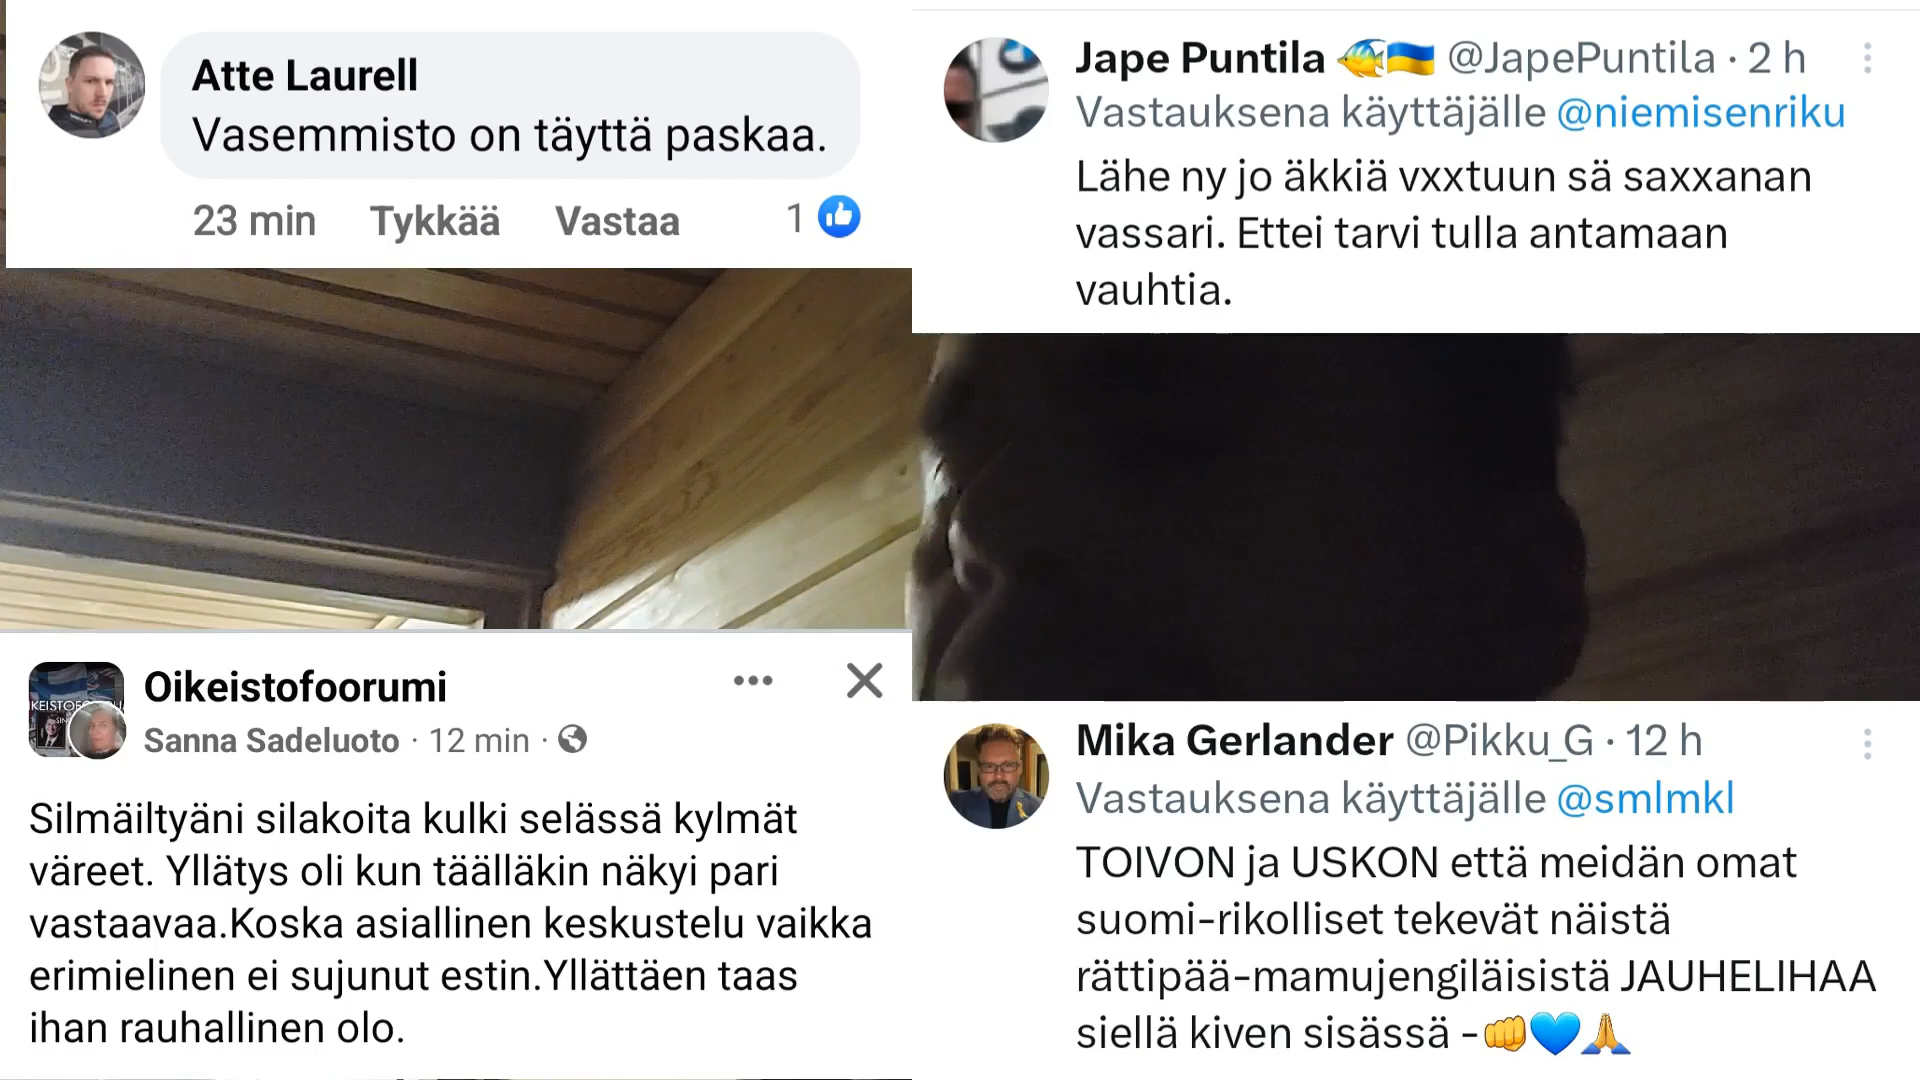 Atte Laurell
Vasemmisto on täyttä paskaa.
23 min Tykkää Vastaa 1
Jape Puntila 🐠🇺🇦 @JapePuntila · 2 h
Vastauksena käyttäjälle @niemisenriku
Lähe ny jo äkkiä vxxtuun sä saxxanan
vassari. Ettei tarvi tulla antamaan
vauhtia.
Oikeistofoorumi
Sanna Sadeluoto · 12 min ·
Silmäiltyäni silakoita kulki selässä kylmät
väreet. Yllätys oli kun täälläkin näkyi pari
vastaavaa.Koska asiallinen keskustelu vaikka
erimielinen ei sujunut estin.Yllättäen taas
ihan rauhallinen olo.
Mika Gerlander @Pikku_G · 12 h
Vastauksena käyttäjälle @smlmkl
TOIVON ja USKON että meidän omat
suomi-rikolliset tekevät näistä
rättipää-mamujengiläisistä JAUHELIHAA
siellä kiven sisässä -👊💙🙏